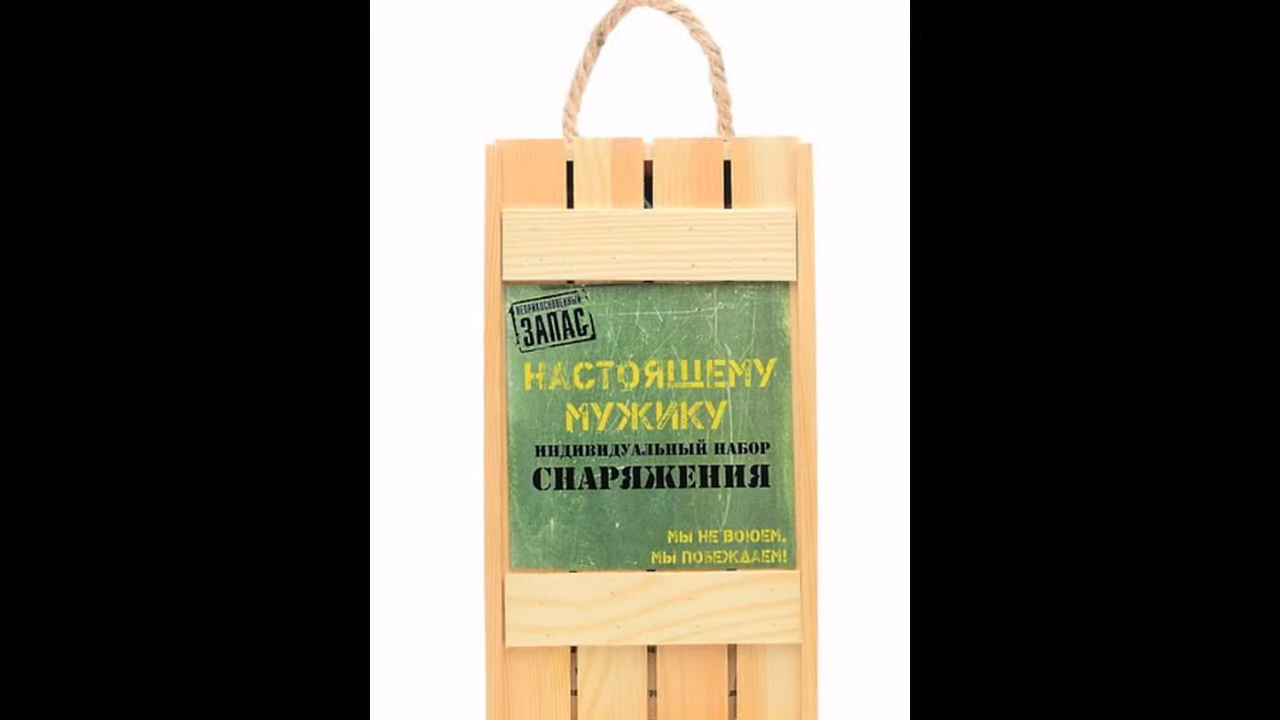 НЕПРИКОСНОВЕННЫЙ
ЗАПАС
НАСТОЯЩЕМУ
МУЖИКУ
ИНДИВИДУАЛЬНЫЙ НАБОР
СНАРЯЖЕНИЯ
МЫ НЕ ВОЮЕМ.
МЫ ПОБЕЖДАЕМ!